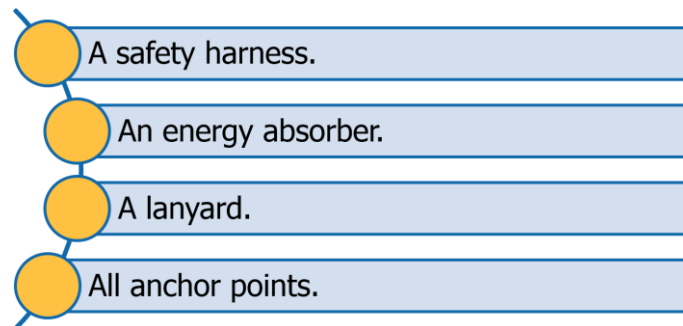 A safety harness.
An energy absorber.
A lanyard.
All anchor points.